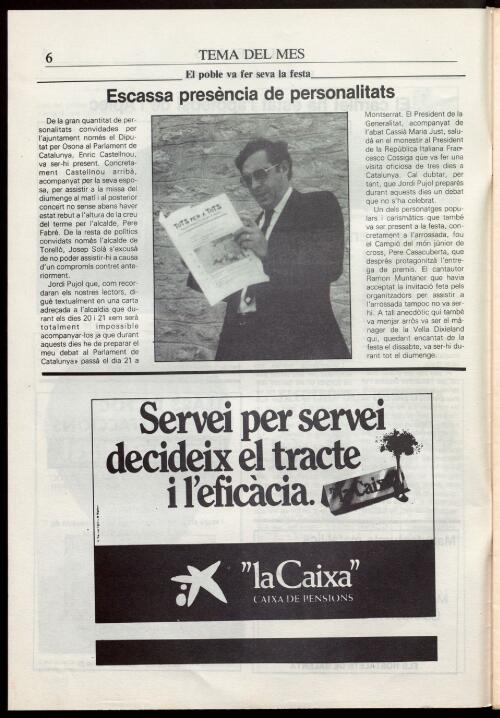 6
TEMA DEL MES
El poble va fer seva la festa
Escassa presència de personalitats
De la gran quantitat de per-
sonalitats convidades per
l'ajuntament només el Dipu-
tat per Osona al Parlament de
Catalunya, Enric Castellnou,
va ser-hi present. Concreta-
ment Castellnou arribà,
acompanyat per la seva espo-
sa, per assistir a la missa del
diumenge al matí i al posterior
concert no sense abans haver
estat rebut a l'altura de la creu
del terme per l'alcalde, Pere
Fabré. De la resta de polítics
convidats només l'alcalde de
Torelló, Josep Solà s'excusà
de no poder assistir-hi a causa
d'un compromís contret ante-
riorment.
Jordi Pujol que, com recor-
daran els nostres lectors, di-
gué textualment en una carta
adreçada a l'alcaldia que du-
rant els dies 20 i 21 «em serà
totalment impossible
acompanyar-los ja que durant
aquests dies he de preparar el
meu debat al Parlament de
Catalunya» passà el dia 21 a
TOTS PER A TOTS
Montserrat. El President de la
Generalitat, acompanyat de
l'abat Cassià Maria Just, salu-
dà en el monestir al President
de la República Italiana Fran-
cesco Cossiga que va fer una
visita oficiosa de tres dies a
Catalunya. Cal dubtar, per
tant, que Jordi Pujol preparés
durant aquests dies un debat
que no s'ha celebrat.
Un dels personatges popu-
lars i carismàtics que també
va ser present a la festa, con-
cretament a l'arrossada, fou
el Campió del món júnior de
cross, Pere Casacuberta, que
després protagonitzà l'entre-
ga de premis. El cantautor
Ramon Muntaner que havia
acceptat la invitació feta pels
organitzadors per assistir a
l'arrossada tampoc no va ser-
hi. A tall anecdòtic qui també
va menjar arròs va ser el mà-
nager de la Vella Dixieland
qui, quedant encantat de la
festa el dissabte, va ser-hi du-
rant tot el diumenge.
Servei per servei
decideix el tracte
i l'eficàcia.
"la Caixa"
"la Caixa"
CAIXA DE PENSIONS